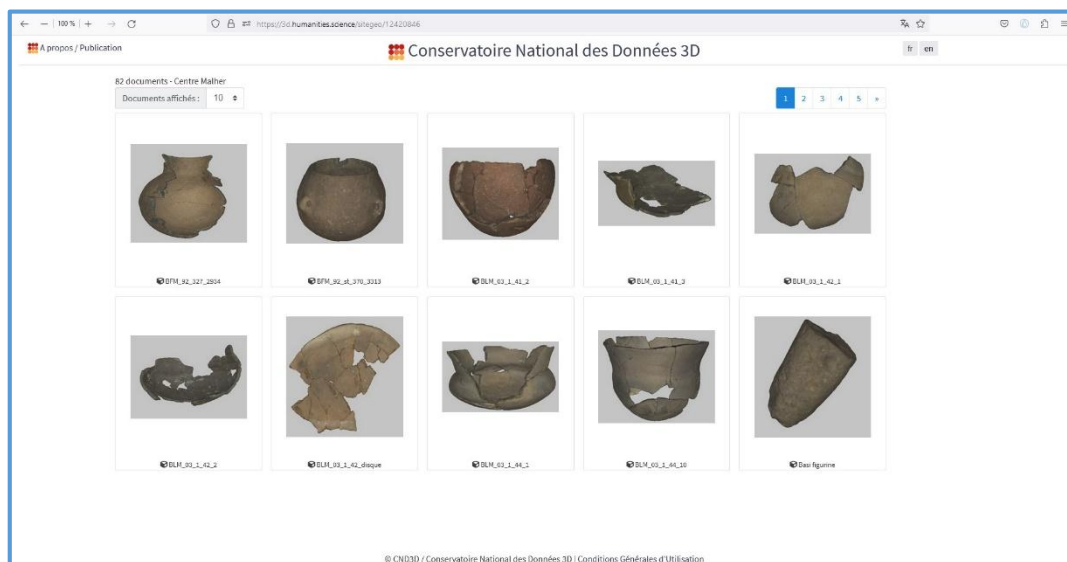 100 %
https://3d.humanities.science/sitegeo/12420846
A propos / Publication
Conservatoire National des Données 3D
fr en
82 documents - Centre Malher
Documents affichés : 10
1 2 3 4 5 »
BFM_92_327_2934
BFM_92_st_370_3313
BLM_03_1_41_2
BLM_03_1_41_3
BLM_03_1_42_1
BLM_03_1_42_2
BLM_03_1_42_disque
BLM_03_1_44_1
BLM_03_1_44_10
Basi figurine
© CND3D / Conservatoire National des Données 3D | Conditions Générales d'Utilisation